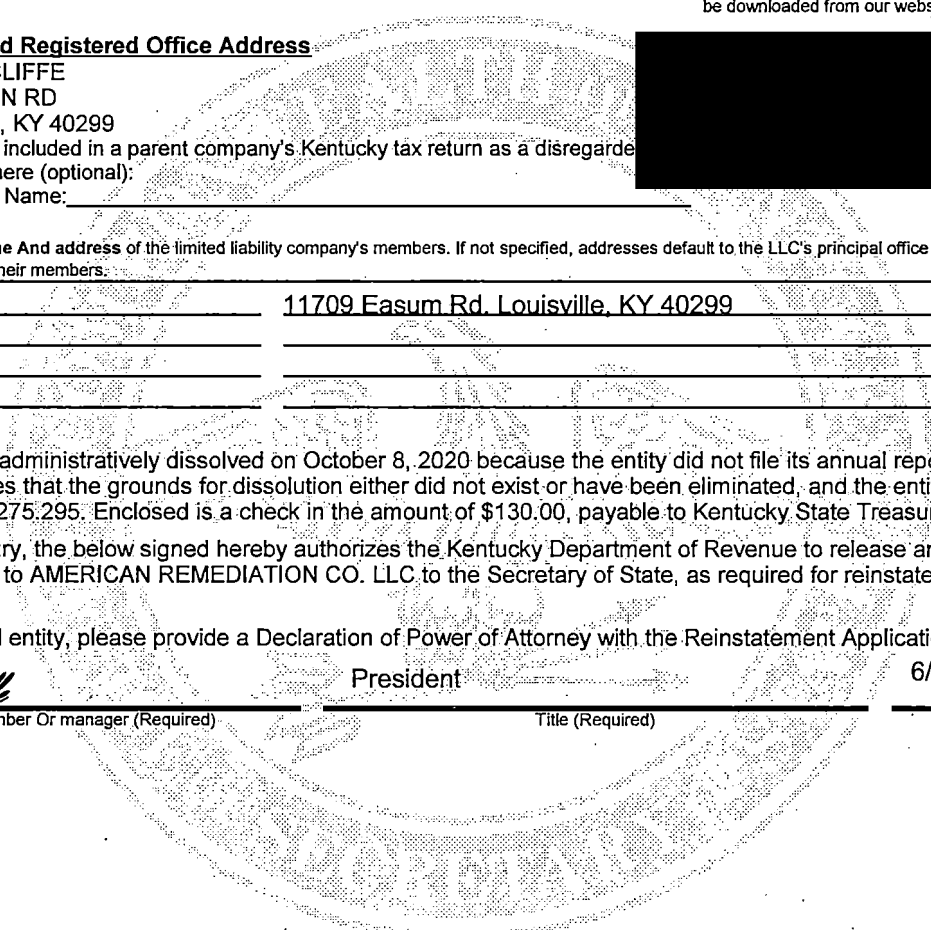 be downloaded from our webs
d Registered Office Address
CLIFFE
N RD
, KY 40299
included in a parent company's Kentucky tax return as a disregarde
here (optional):
Name:
e And address of the limited liability company's members. If not specified, addresses default to the LLC's principal office
heir members.
11709 Easum Rd. Louisville, KY 40299
administratively dissolved on October 8, 2020 because the entity did not file its annual repo
es that the grounds for dissolution either did not exist or have been eliminated, and the enti
275.295. Enclosed is a check in the amount of $130.00, payable to Kentucky State Treasu
ry, the below signed hereby authorizes the Kentucky Department of Revenue to release an
to AMERICAN REMEDIATION CO. LLC to the Secretary of State, as required for reinstate
d entity, please provide a Declaration of Power of Attorney with the Reinstatement Applicati
President
6/
mber Or manager (Required)
Title (Required)